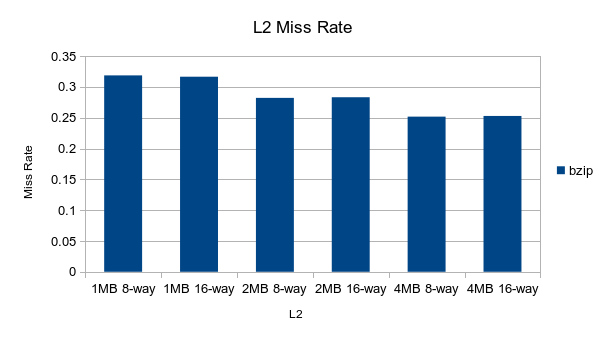 L2 Miss Rate
0.35
0.3
0.25
0.2
0.15
0.1
0.05
0
Miss Rate
1MB 8-way 1MB 16-way 2MB 8-way 2MB 16-way 4MB 8-way 4MB 16-way
L2
bzip